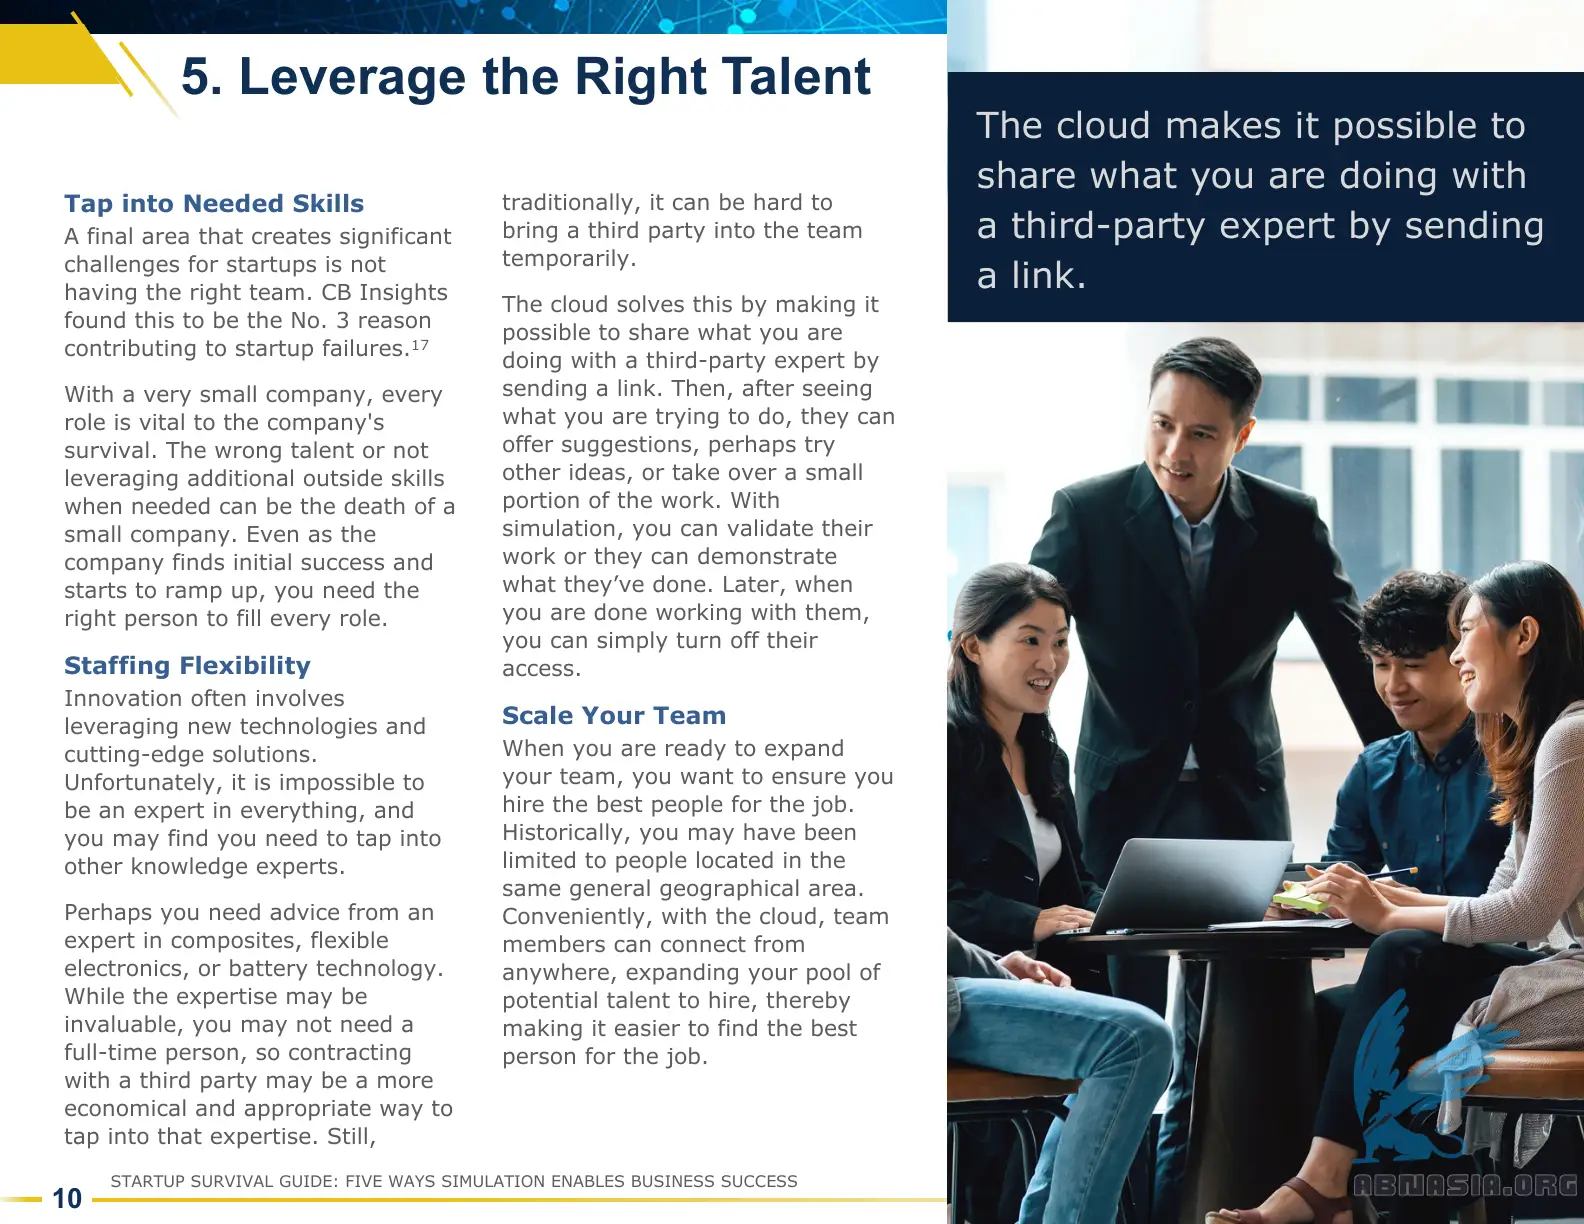 5. Leverage the Right Talent
Tap into Needed Skills
A final area that creates significant
challenges for startups is not
having the right team. CB Insights
found this to be the No. 3 reason
contributing to startup failures.17
With a very small company, every
role is vital to the company's
survival. The wrong talent or not
leveraging additional outside skills
when needed can be the death of a
small company. Even as the
company finds initial success and
starts to ramp up, you need the
right person to fill every role.
Staffing Flexibility
Innovation often involves
leveraging new technologies and
cutting-edge solutions.
Unfortunately, it is impossible to
be an expert in everything, and
you may find you need to tap into
other knowledge experts.
Perhaps you need advice from an
expert in composites, flexible
electronics, or battery technology.
While the expertise may be
invaluable, you may not need a
full-time person, so contracting
with a third party may be a more
economical and appropriate way to
tap into that expertise. Still,
traditionally, it can be hard to
bring a third party into the team
temporarily.
The cloud solves this by making it
possible to share what you are
doing with a third-party expert by
sending a link. Then, after seeing
what you are trying to do, they can
offer suggestions, perhaps try
other ideas, or take over a small
portion of the work. With
simulation, you can validate their
work or they can demonstrate
what they’ve done. Later, when
you are done working with them,
you can simply turn off their
access.
Scale Your Team
When you are ready to expand
your team, you want to ensure you
hire the best people for the job.
Historically, you may have been
limited to people located in the
same general geographical area.
Conveniently, with the cloud, team
members can connect from
anywhere, expanding your pool of
potential talent to hire, thereby
making it easier to find the best
person for the job.
The cloud makes it possible to
share what you are doing with
a third-party expert by sending
a link.
ABNASIA.ORG
STARTUP SURVIVAL GUIDE: FIVE WAYS SIMULATION ENABLES BUSINESS SUCCESS
10